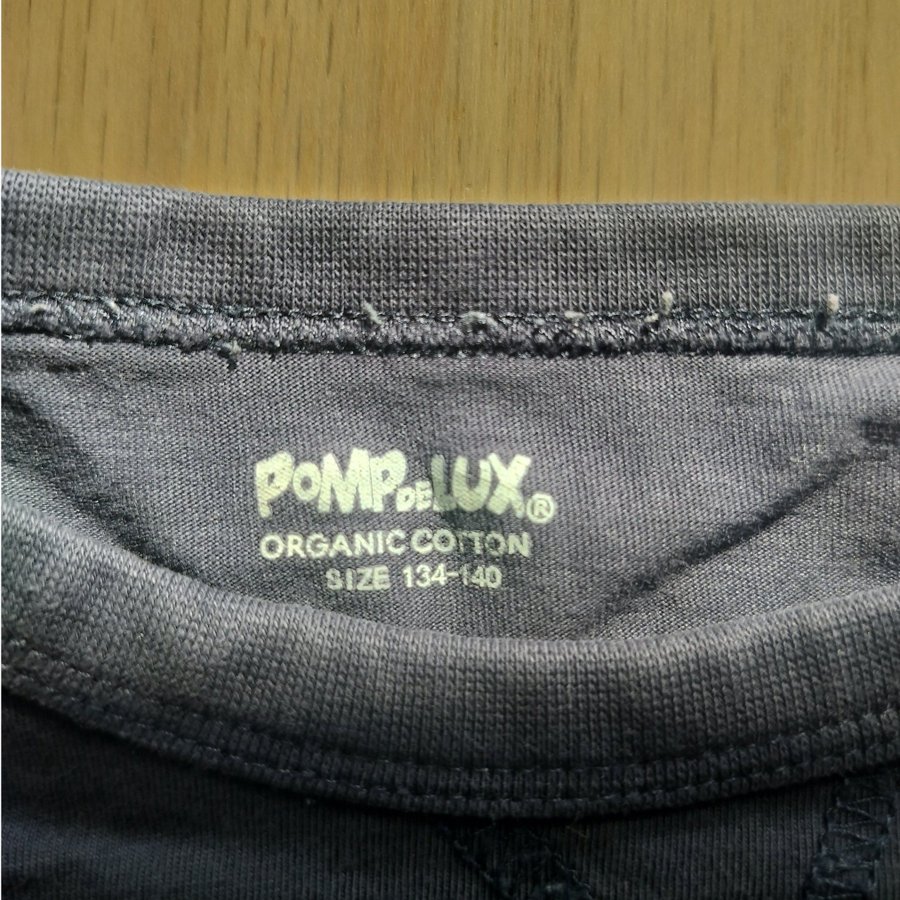 POMPDELUX®
ORGANIC COTTON
SIZE 134-140